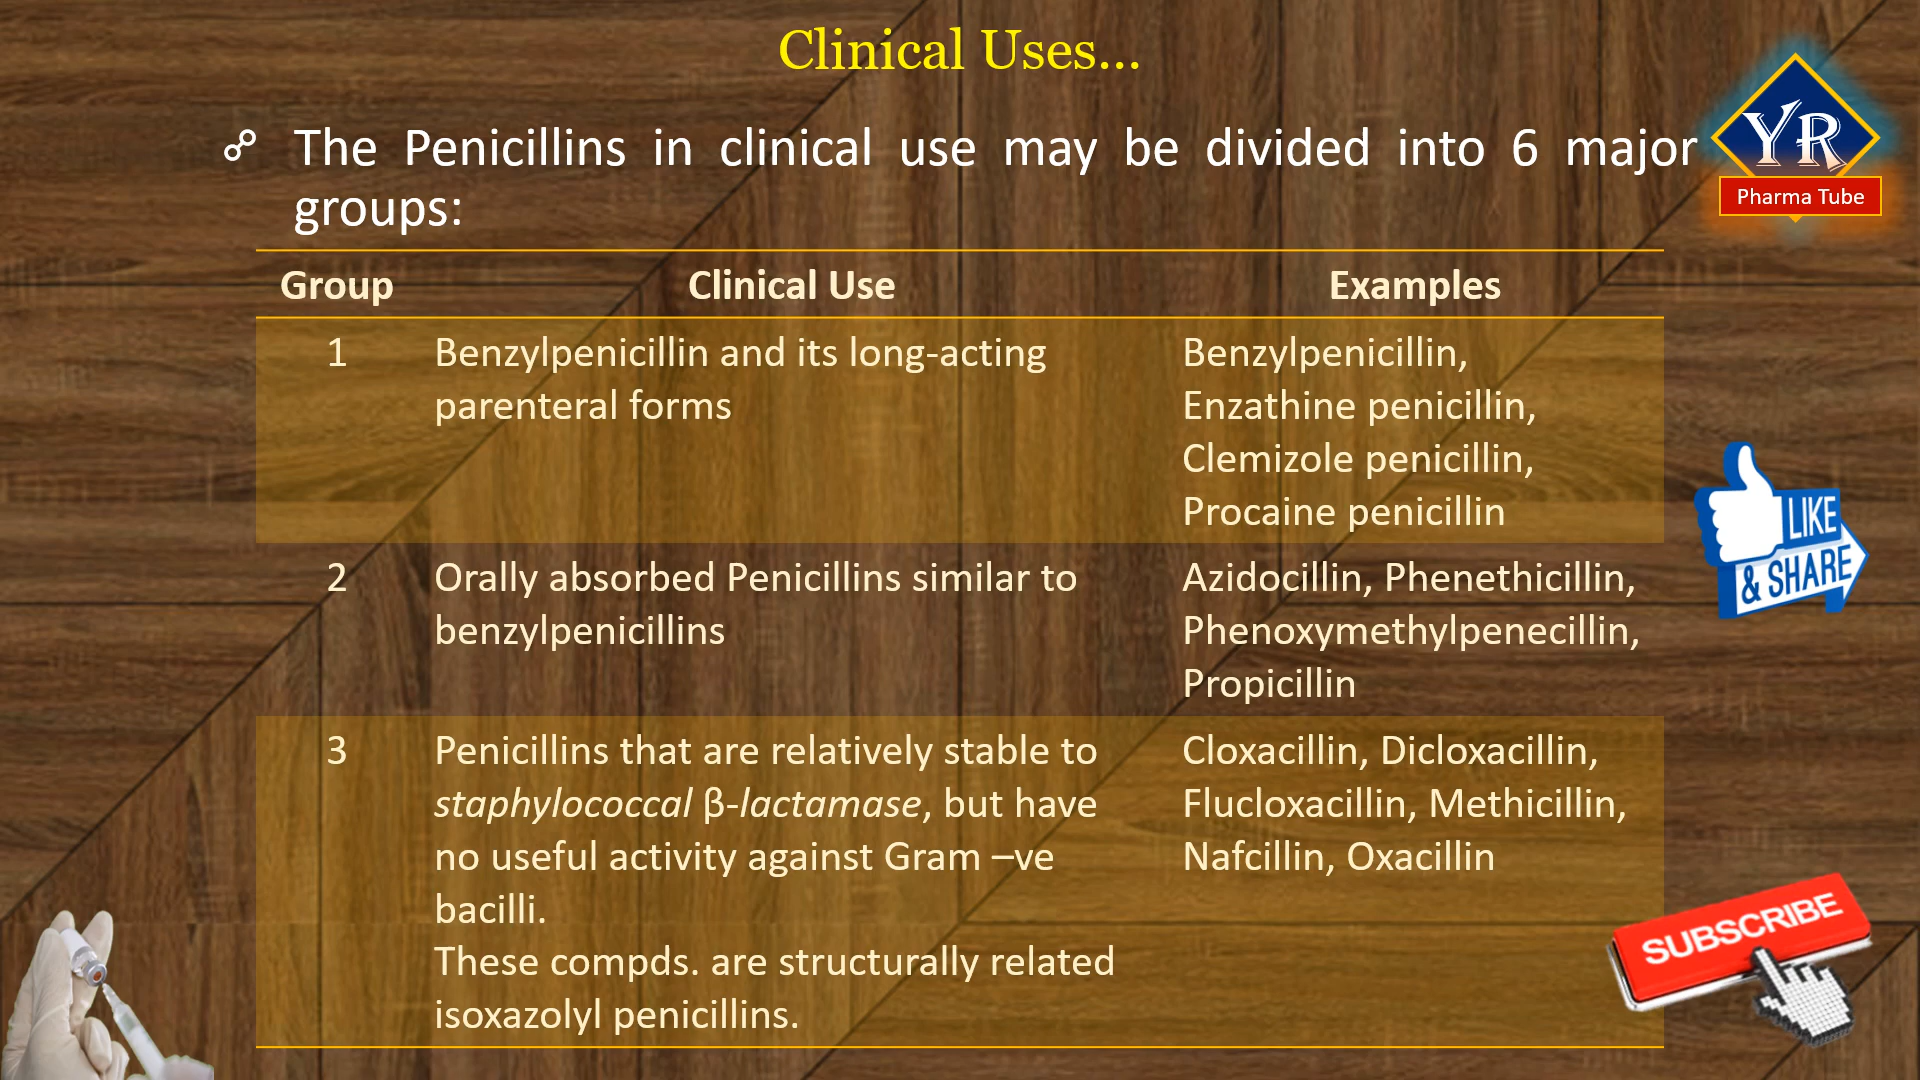 Clinical Uses...
The Penicillins in clinical use may be divided into 6 major
groups:
YR
Pharma Tube
Group Clinical Use Examples
1 Benzylpenicillin and its long-acting Benzylpenicillin,
parenteral forms Enzathine penicillin,
Clemizole penicillin,
Procaine penicillin
2 Orally absorbed Penicillins similar to Azidocillin, Phenethicillin,
benzylpenicillins Phenoxymethylpenecillin,
Propicillin
3 Penicillins that are relatively stable to Cloxacillin, Dicloxacillin,
staphylococcal β-lactamase, but have Flucloxacillin, Methicillin,
no useful activity against Gram –ve Nafcillin, Oxacillin
bacilli.
These compds. are structurally related
isoxazolyl penicillins.
LIKE
& SHARE
SUBSCRIBE